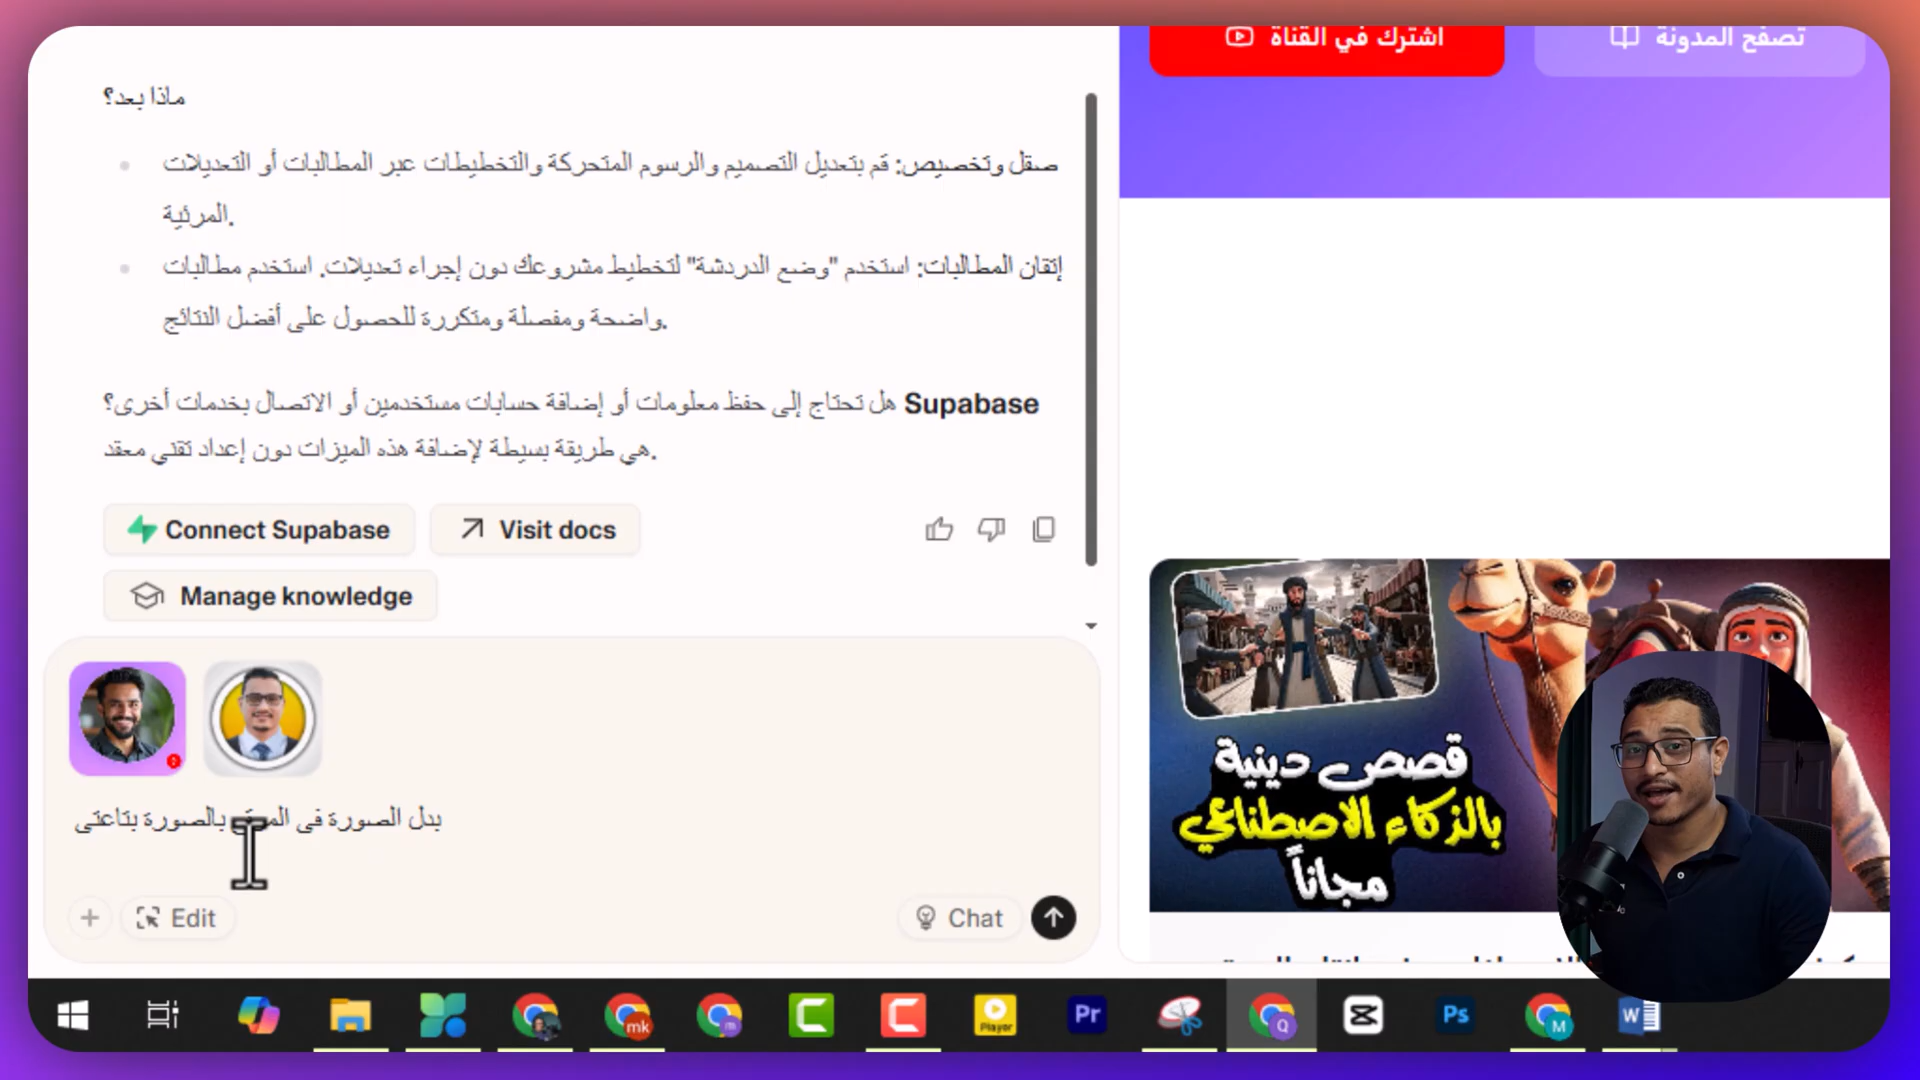 اشترك في القناة
تصفح المدونة
ماذا بعد؟
صقل وتخصيص: قم بتعديل التصميم والرسوم المتحركة والتخطيطات عبر المطالبات أو التعديلات
المرئية.
إتقان المطالبات: استخدم "وضع الدردشة" لتخطيط مشروعك دون إجراء تعديلات. استخدم مطالبات
واضحة ومفصلة ومتكررة للحصول على أفضل النتائج.
هل تحتاج إلى حفظ معلومات أو إضافة حسابات مستخدمين أو الاتصال بخدمات أخرى؟ Supabase
هي طريقة بسيطة لإضافة هذه الميزات دون إعداد تقني معقد.
Connect Supabase
Visit docs
Manage knowledge
بدل الصورة فى بالصورة بتاعتى
Edit
Chat
قصص دينية
بالزكاء الاصطناعي
مجاناً
mk
m
Player
Pr
Q
Ps
M
W